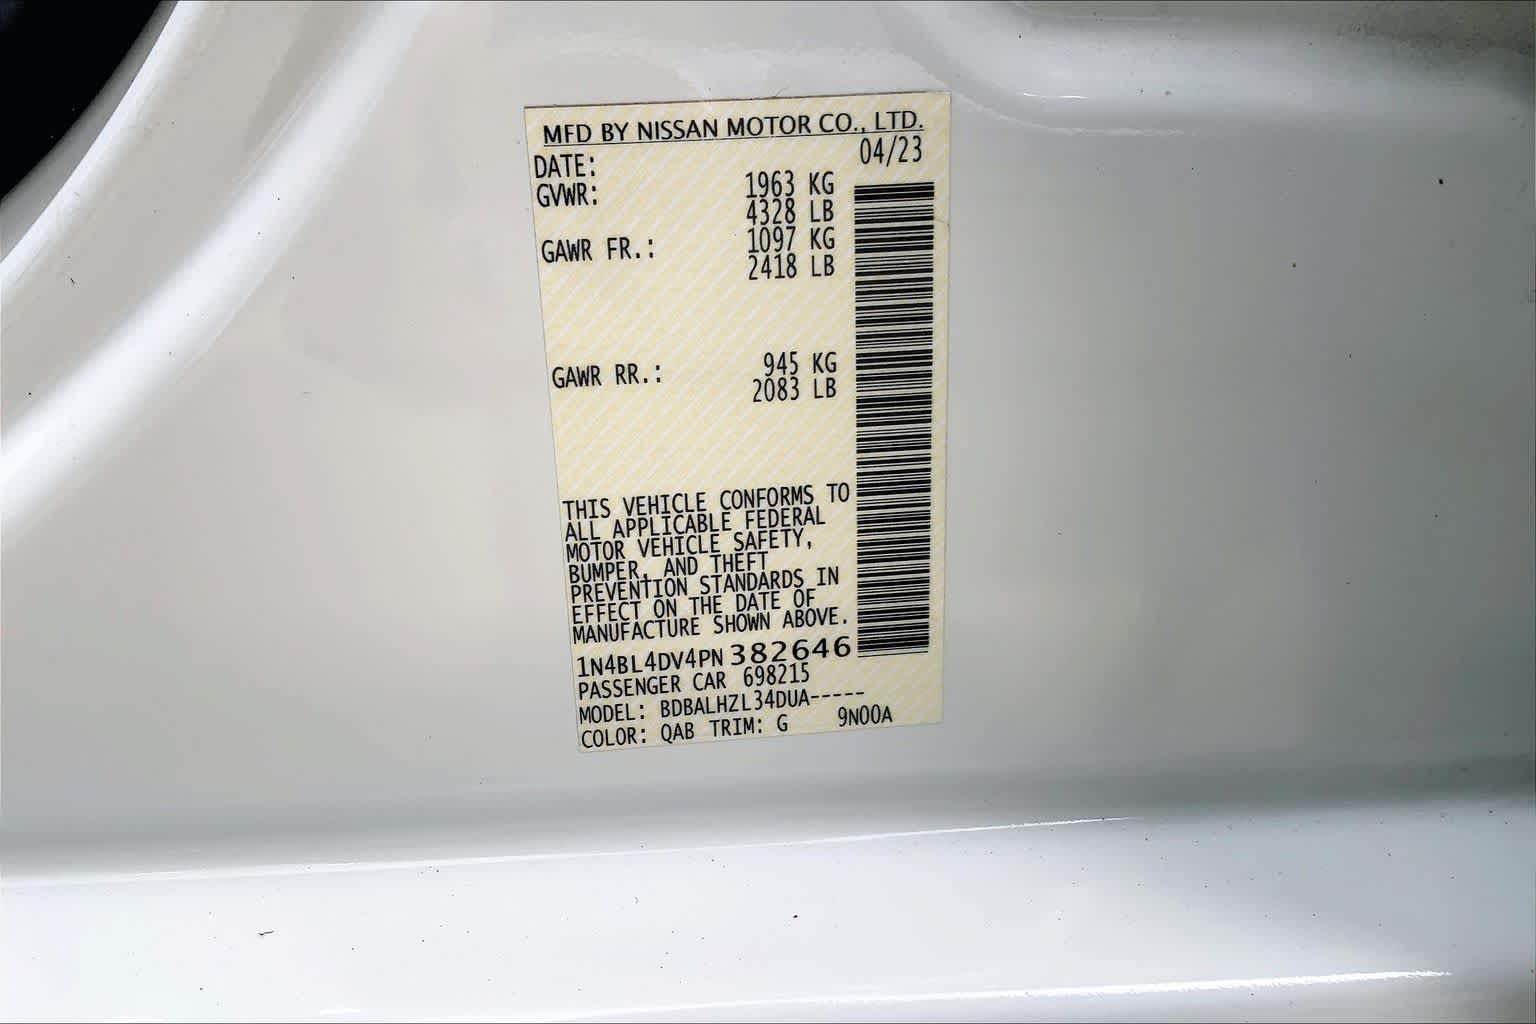 MFD BY NISSAN MOTOR CO., LTD.
DATE: 04/23
GVWR: 1963 KG
4328 LB
GAWR FR.: 1097 KG
2418 LB
GAWR RR.: 945 KG
2083 LB
THIS VEHICLE CONFORMS TO
ALL APPLICABLE FEDERAL
MOTOR VEHICLE SAFETY,
BUMPER, AND THEFT
PREVENTION STANDARDS IN
EFFECT ON THE DATE OF
MANUFACTURE SHOWN ABOVE.
1N4BL4DV4PN382646
PASSENGER CAR 698215
MODEL: BDBALHZL34DUA-----
COLOR: QAB TRIM: G 9N00A